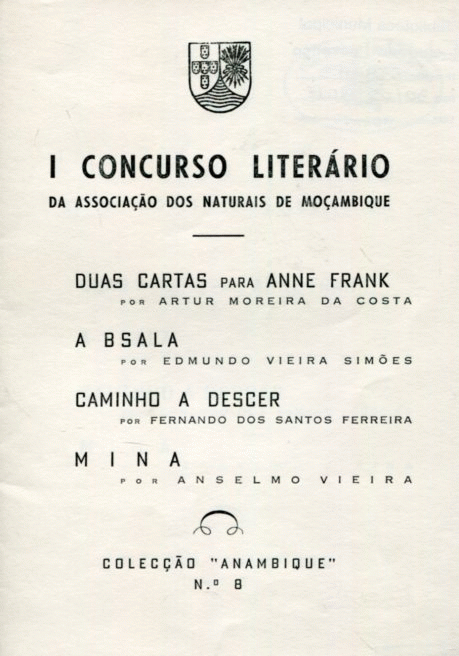 I CONCURSO LITERÁRIO
DA ASSOCIAÇÃO DOS NATURAIS DE MOÇAMBIQUE
DUAS CARTAS PARA ANNE FRANK
POR ARTUR MOREIRA DA COSTA
A BSALA
POR EDMUNDO VIEIRA SIMÕES
CAMINHO A DESCER
POR FERNANDO DOS SANTOS FERREIRA
MINA
POR ANSELMO VIEIRA
COLECÇÃO "ANAMBIQUE"
N.º 8